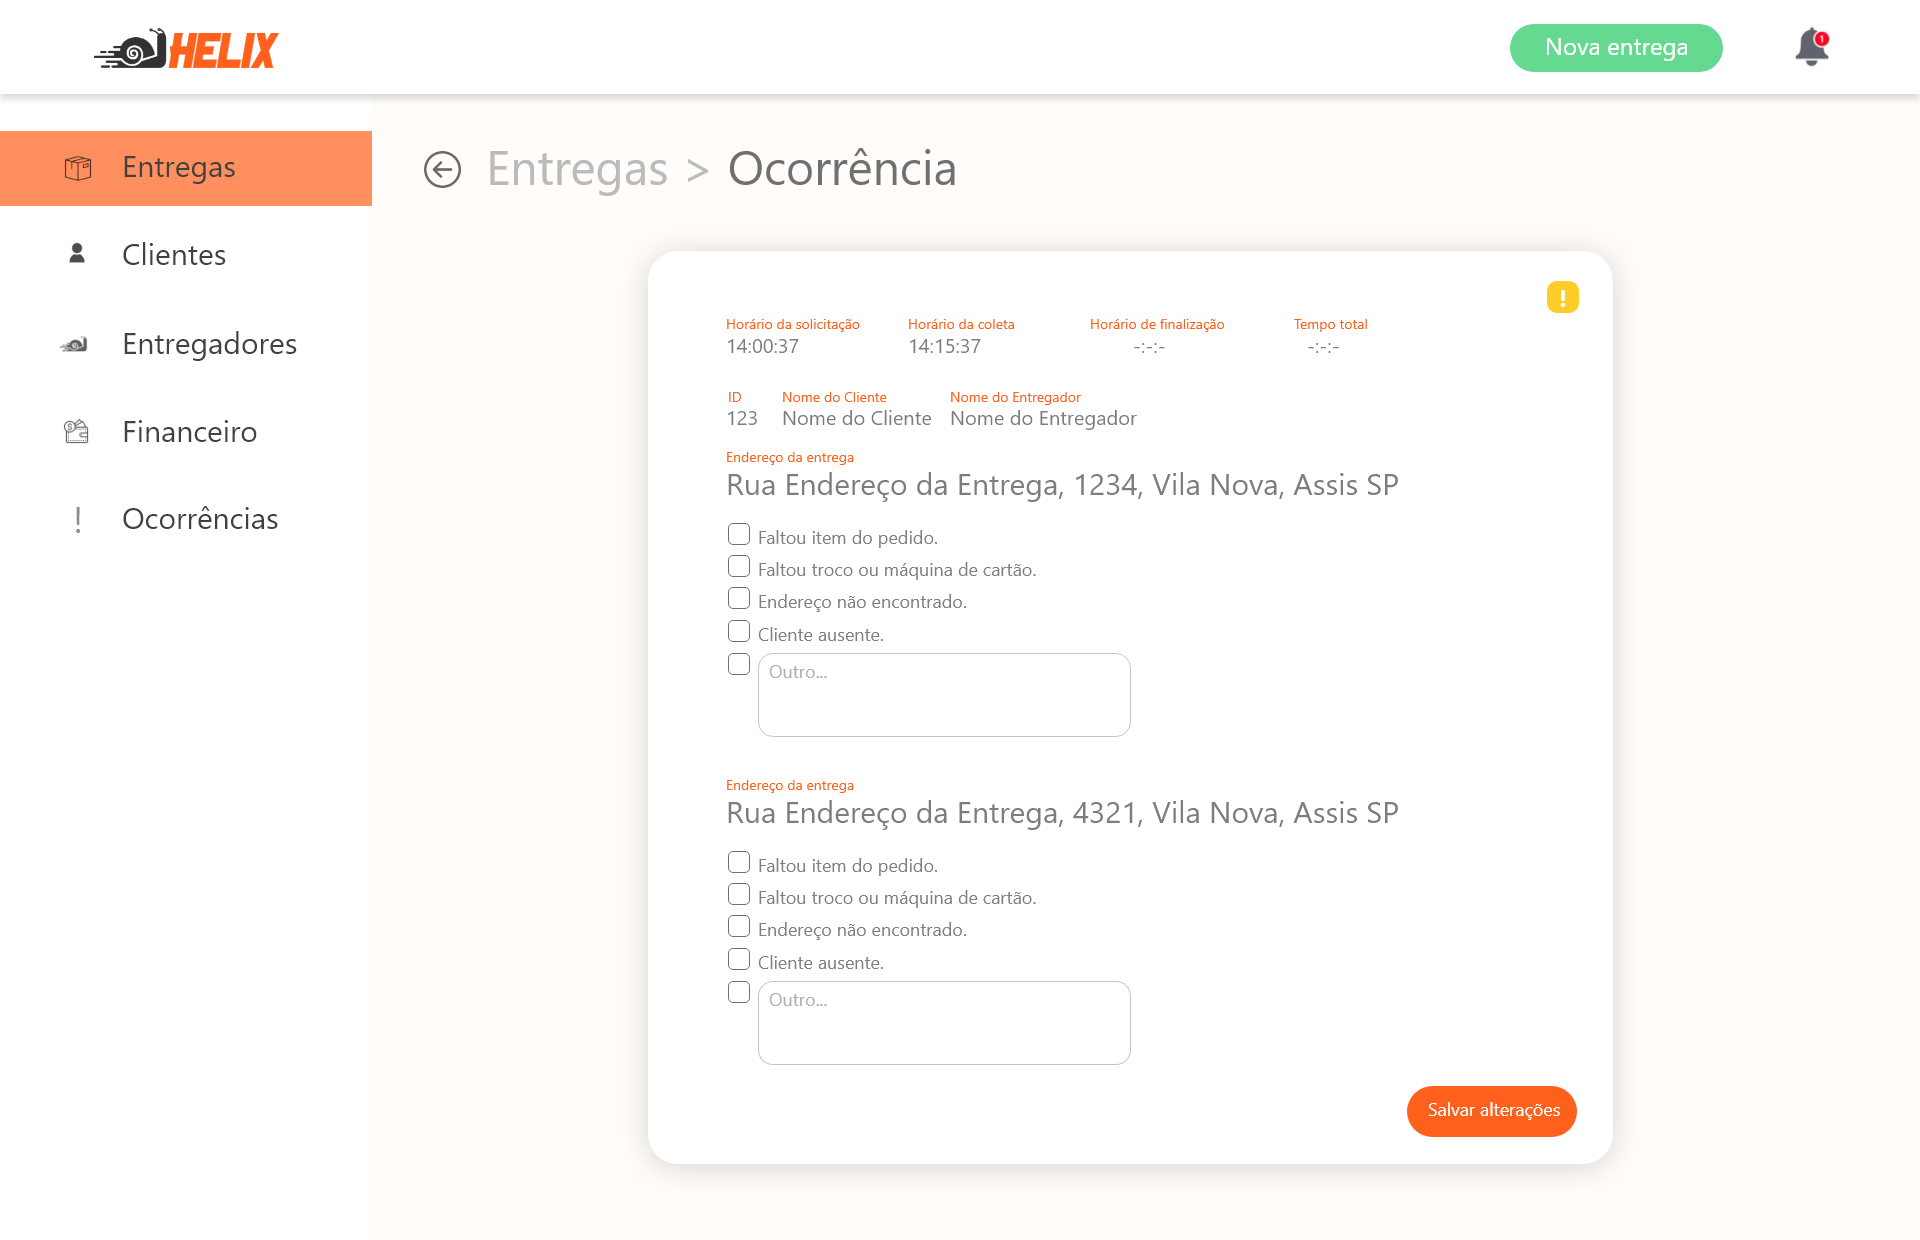 HELIX
Nova entrega
1
Entregas
Clientes
Entregadores
Financeiro
Ocorrências
Entregas > Ocorrência
!
Horário da solicitação Horário da coleta Horário de finalização Tempo total
14:00:37 14:15:37 -:-:- -:-:-
ID Nome do Cliente Nome do Entregador
123 Nome do Cliente Nome do Entregador
Endereço da entrega
Rua Endereço da Entrega, 1234, Vila Nova, Assis SP
Faltou item do pedido.
Faltou troco ou máquina de cartão.
Endereço não encontrado.
Cliente ausente.
Outro...
Endereço da entrega
Rua Endereço da Entrega, 4321, Vila Nova, Assis SP
Faltou item do pedido.
Faltou troco ou máquina de cartão.
Endereço não encontrado.
Cliente ausente.
Outro...
Salvar alterações